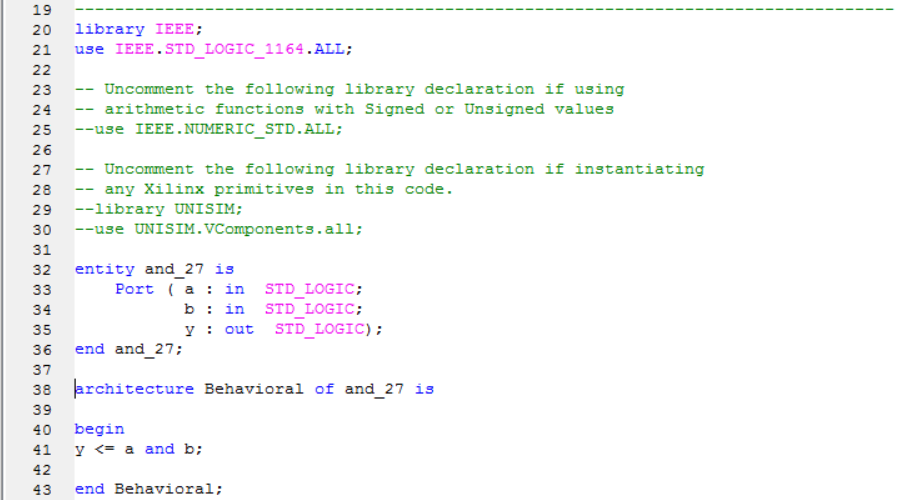 19 ----------------------------------------------------------------------------------
20 library IEEE;
21 use IEEE.STD_LOGIC_1164.ALL;
22
23 -- Uncomment the following library declaration if using
24 -- arithmetic functions with Signed or Unsigned values
25 --use IEEE.NUMERIC_STD.ALL;
26
27 -- Uncomment the following library declaration if instantiating
28 -- any Xilinx primitives in this code.
29 --library UNISIM;
30 --use UNISIM.VComponents.all;
31
32 entity and_27 is
33     Port ( a : in  STD_LOGIC;
34            b : in  STD_LOGIC;
35            y : out  STD_LOGIC);
36 end and_27;
37
38 architecture Behavioral of and_27 is
39
40 begin
41 y <= a and b;
42
43 end Behavioral;